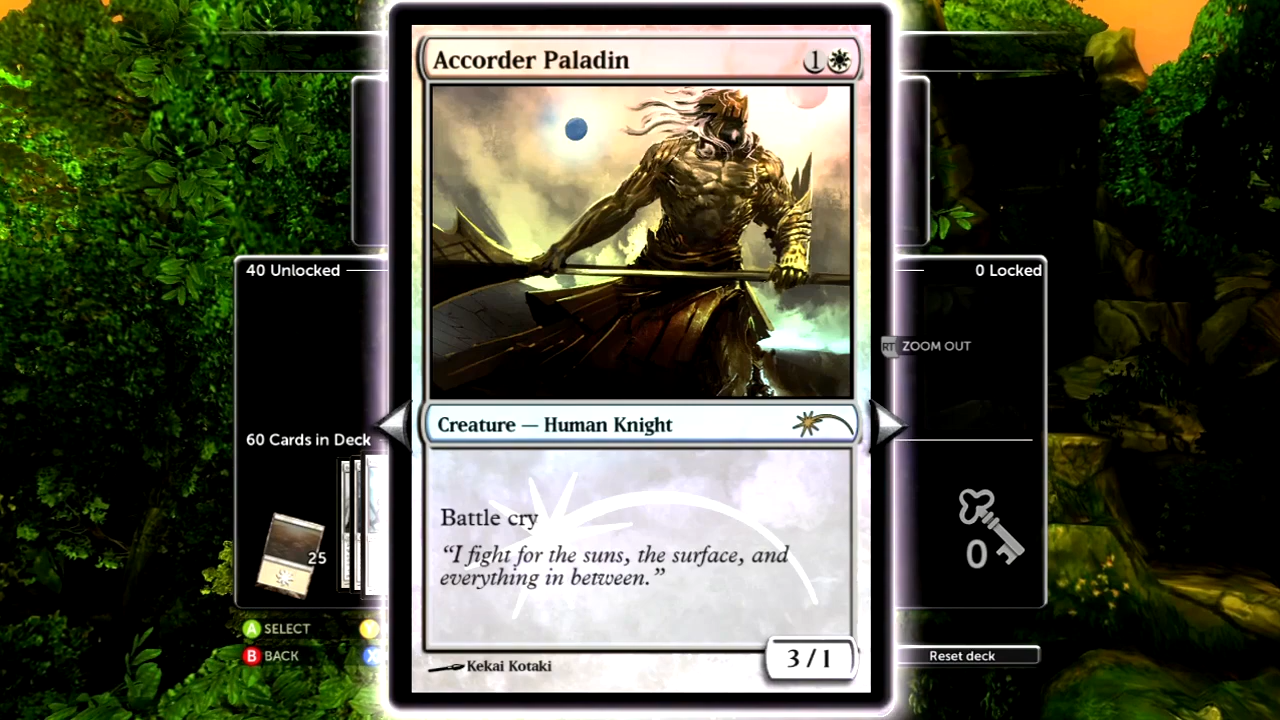 Accorder Paladin
1
40 Unlocked
0 Locked
RT ZOOM OUT
Creature — Human Knight
60 Cards in Deck
Battle cry
“I fight for the suns, the surface, and
everything in between.”
25
0
A SELECT
Y
B BACK
X
Kekai Kotaki
3/1
Reset deck